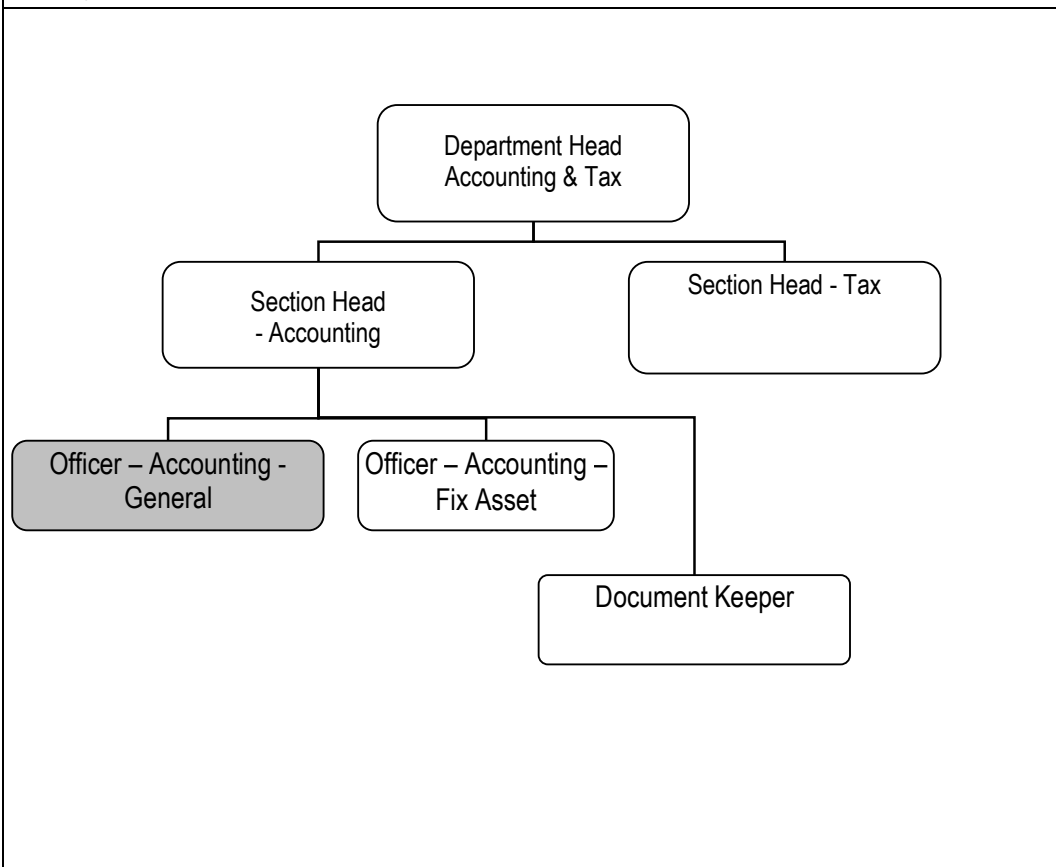 Department Head
Accounting & Tax
Section Head
- Accounting
Section Head - Tax
Officer – Accounting -
General
Officer – Accounting –
Fix Asset
Document Keeper